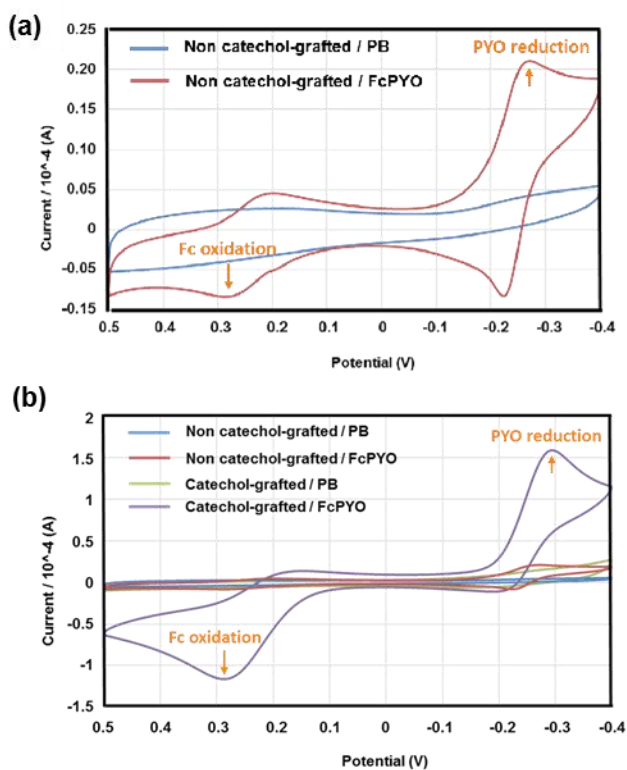 (a)
Non catechol-grafted / PB
Non catechol-grafted / FcPYO
PYO reduction
Fc oxidation
0.25
0.20
0.15
0.10
0.05
0
-0.05
-0.10
-0.15
Current / 10^-4 (A)
0.5 0.4 0.3 0.2 0.1 0 -0.1 -0.2 -0.3 -0.4
Potential (V)
(b)
Non catechol-grafted / PB
Non catechol-grafted / FcPYO
Catechol-grafted / PB
Catechol-grafted / FcPYO
PYO reduction
Fc oxidation
2
1.5
1
0.5
0
-0.5
-1
-1.5
Current / 10^-4 (A)
0.5 0.4 0.3 0.2 0.1 0 -0.1 -0.2 -0.3 -0.4
Potential (V)